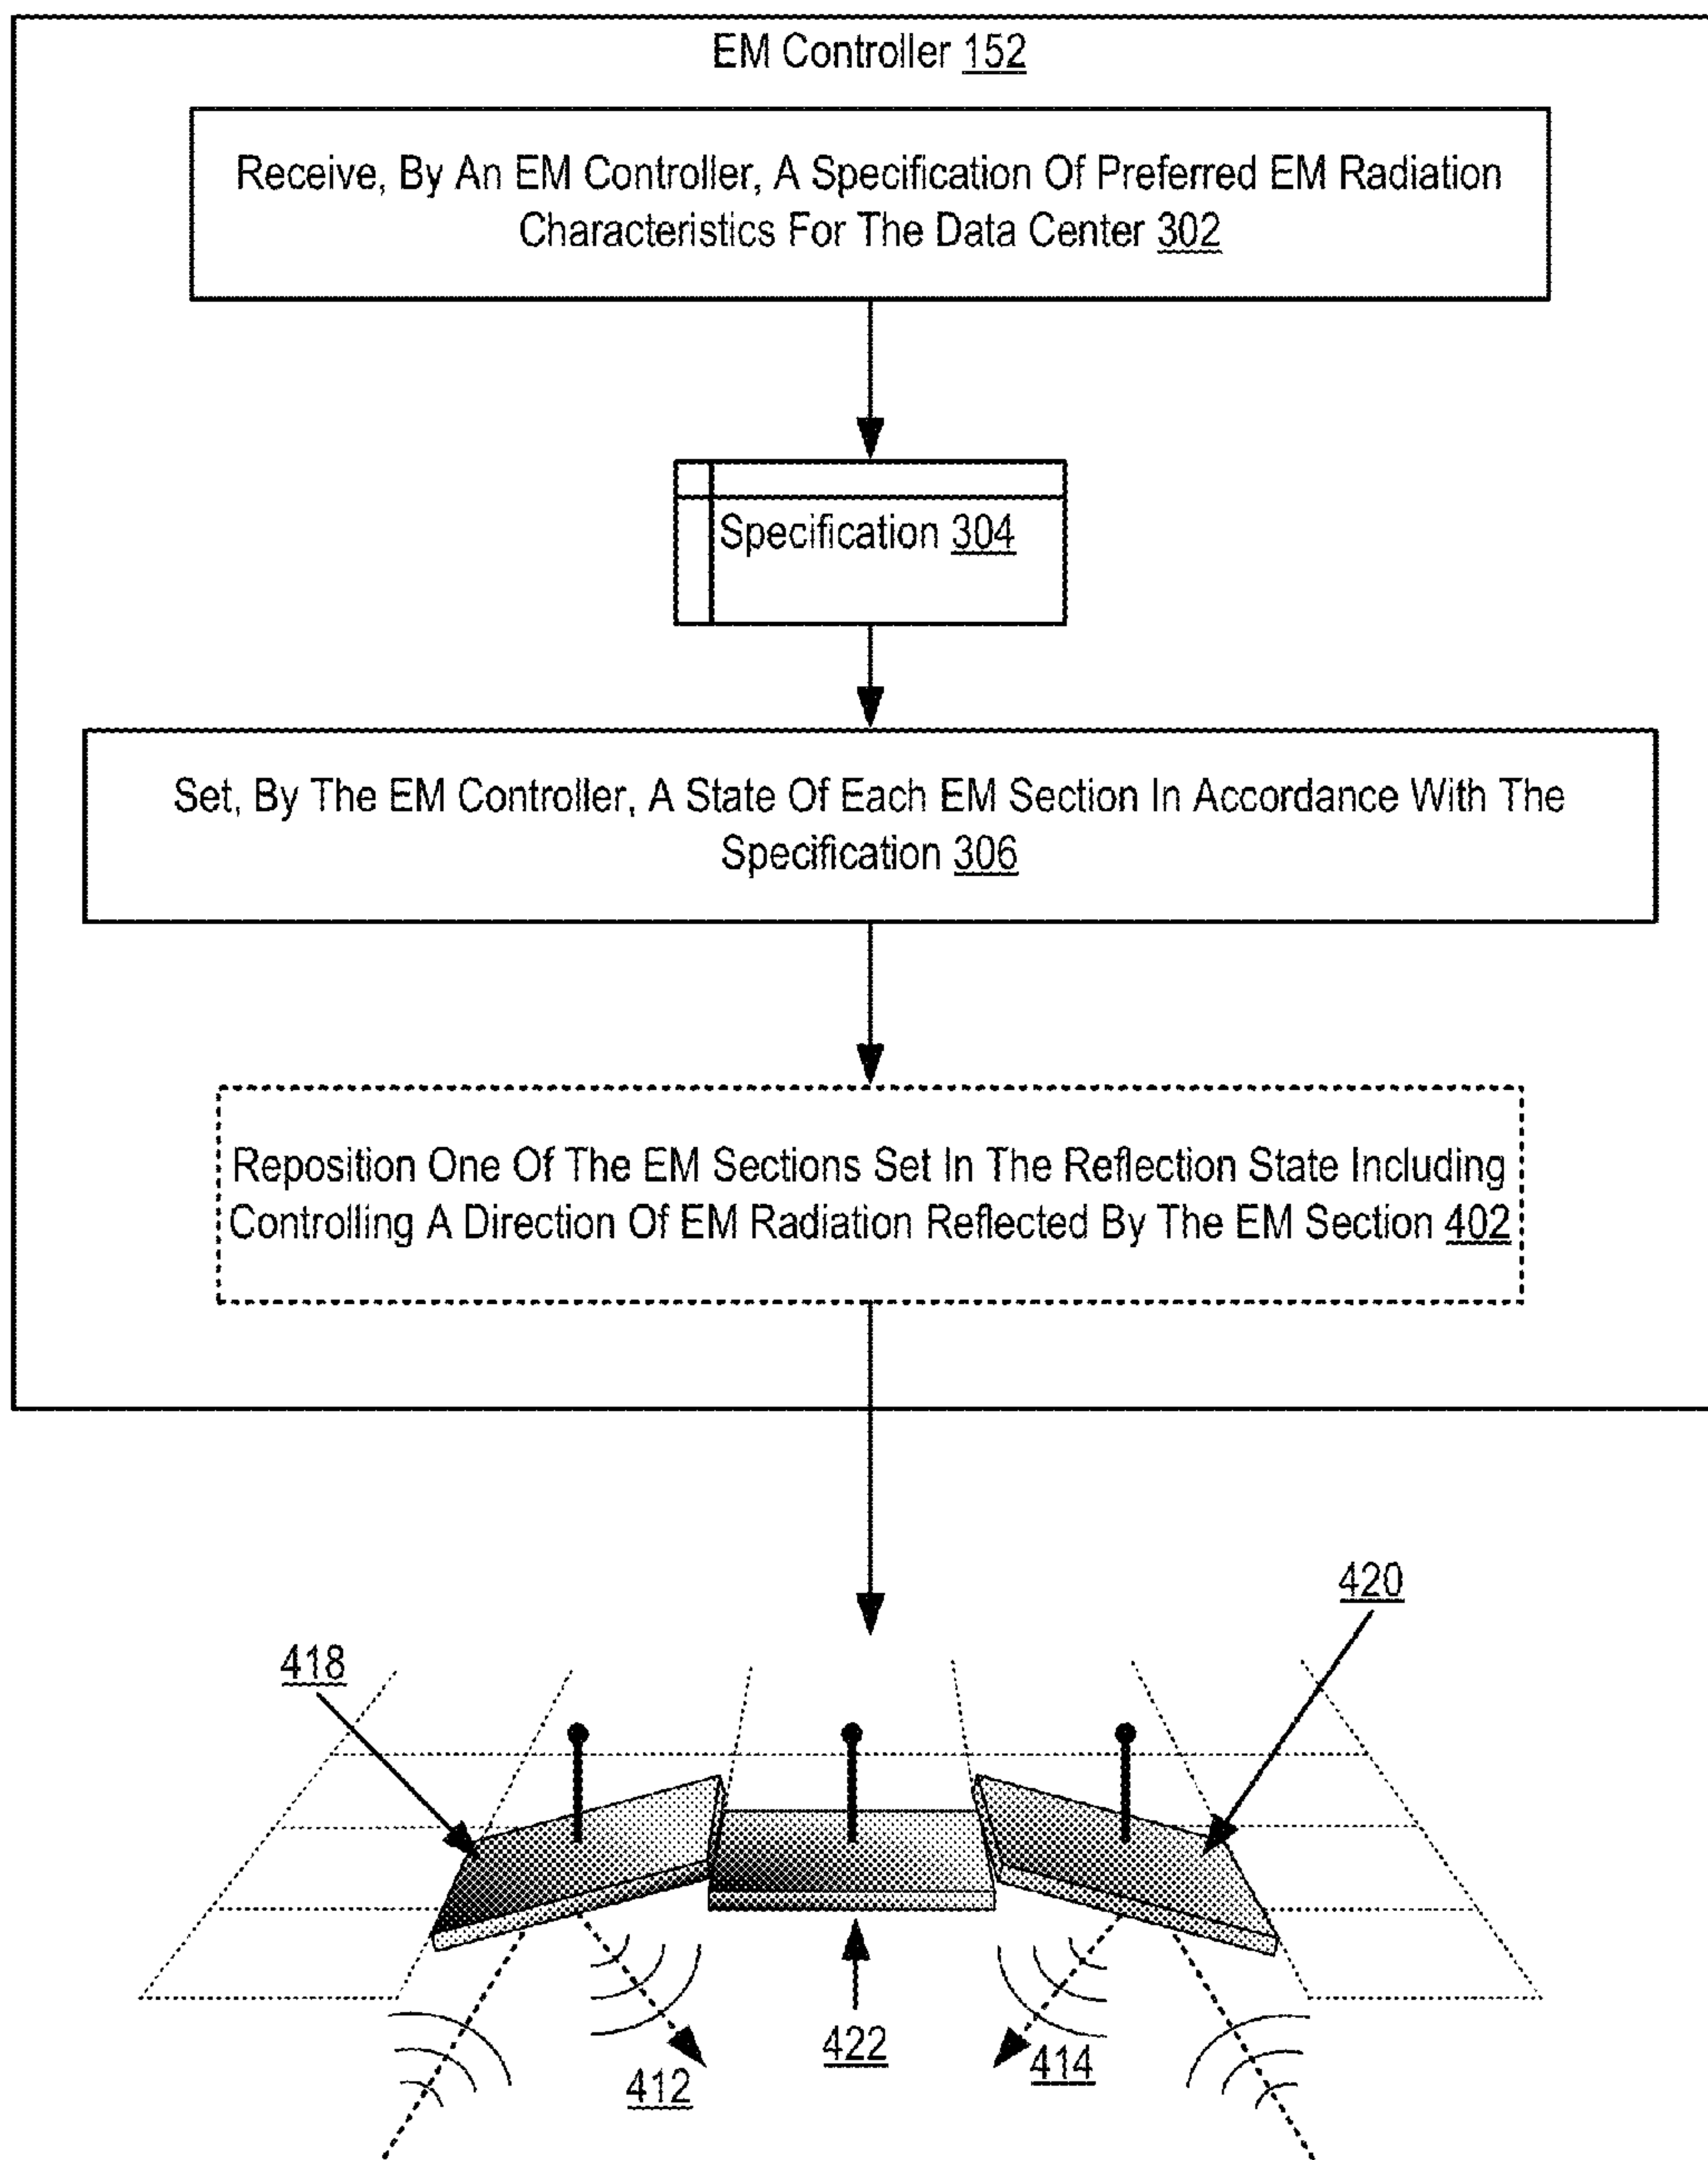 EM Controller 152
Receive, By An EM Controller, A Specification Of Preferred EM Radiation
Characteristics For The Data Center 302
Specification 304
Set, By The EM Controller, A State Of Each EM Section In Accordance With The
Specification 306
Reposition One Of The EM Sections Set In The Reflection State Including
Controlling A Direction Of EM Radiation Reflected By The EM Section 402
420
418
422
414
412